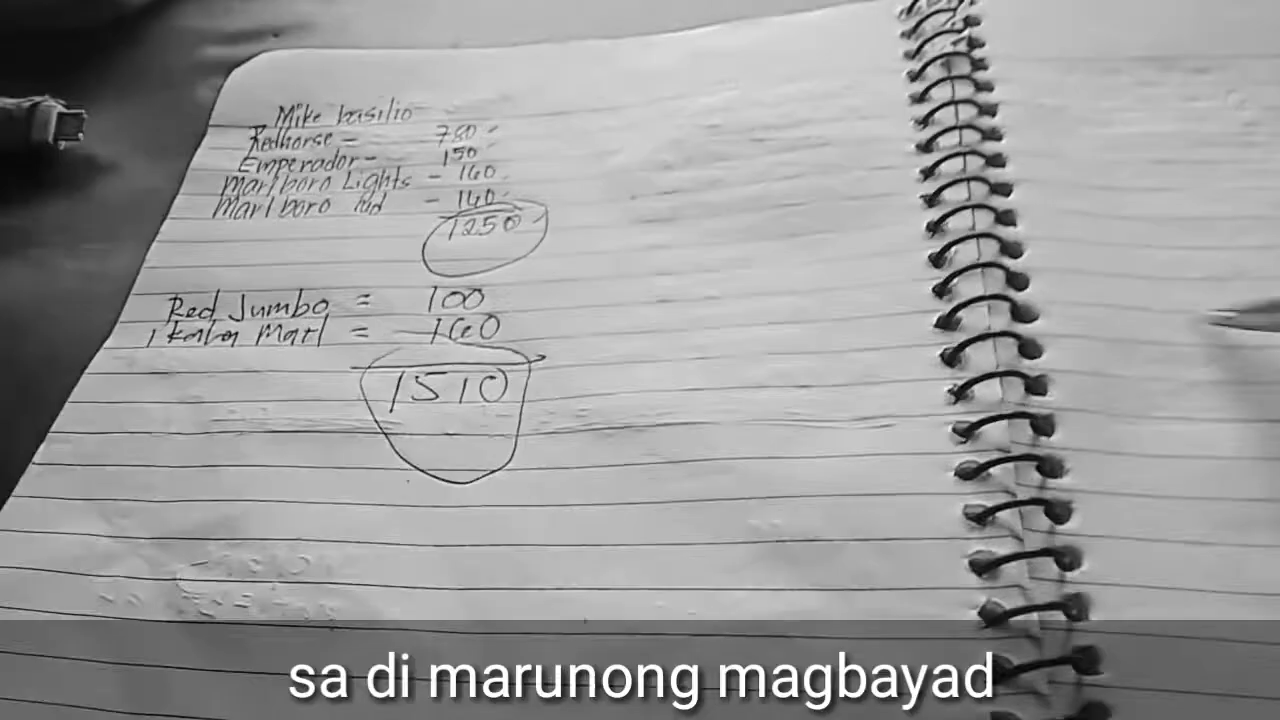 Mike basilio
Redhorse - 780
Emperador - 150
Marlboro Lights - 160
Marlboro red - 160
1250
Red Jumbo = 100
1 kaha Marl = 160
1510
sa di marunong magbayad